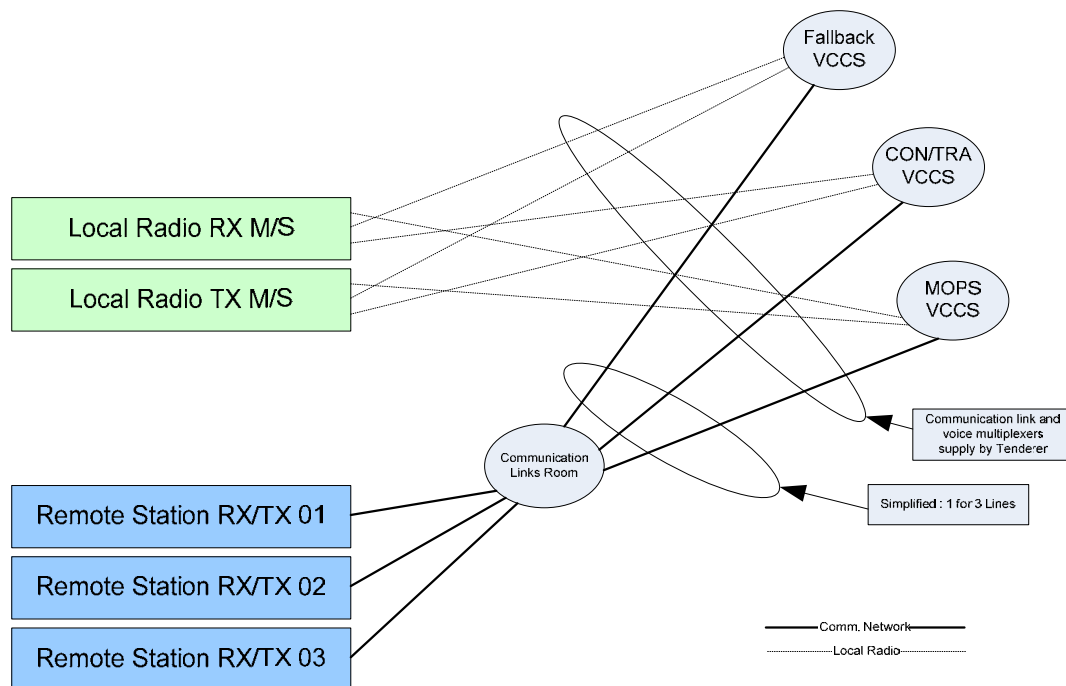 Fallback
VCCS
CON/TRA
VCCS
Local Radio RX M/S
Local Radio TX M/S
MOPS
VCCS
Communication link and
voice multiplexers
supply by Tenderer
Communication
Links Room
Simplified : 1 for 3 Lines
Remote Station RX/TX 01
Remote Station RX/TX 02
Remote Station RX/TX 03
Comm. Network
Local Radio